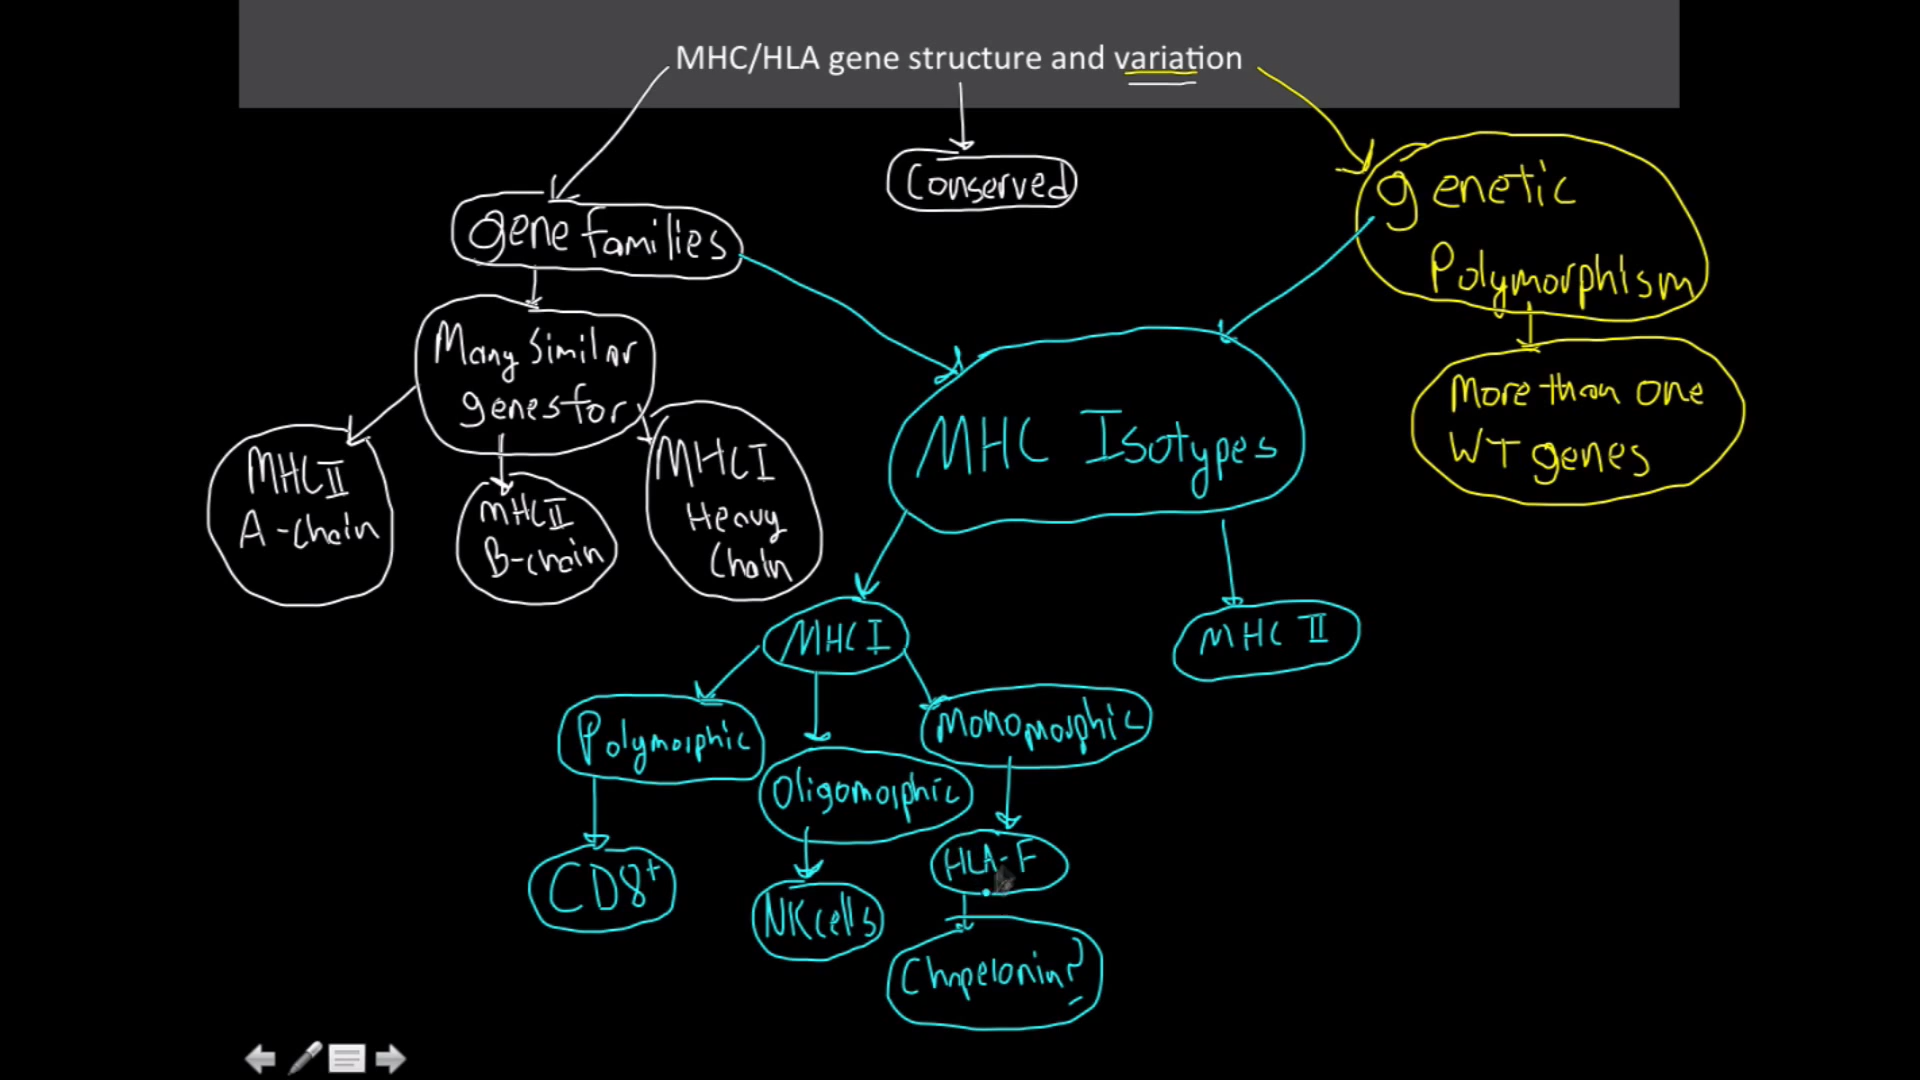 MHC/HLA gene structure and variation
Conserved
gene families
genetic
Polymorphism
Many Similar
genes for
More than one
WT genes
MHC II
A-chain
MHC II
B-chain
MHC I
Heavy
Chain
MHC Isotypes
MHC I
MHC II
Polymorphic
Oligomorphic
Monomorphic
CD8+
NK cells
HLA-F
Chapelonin?